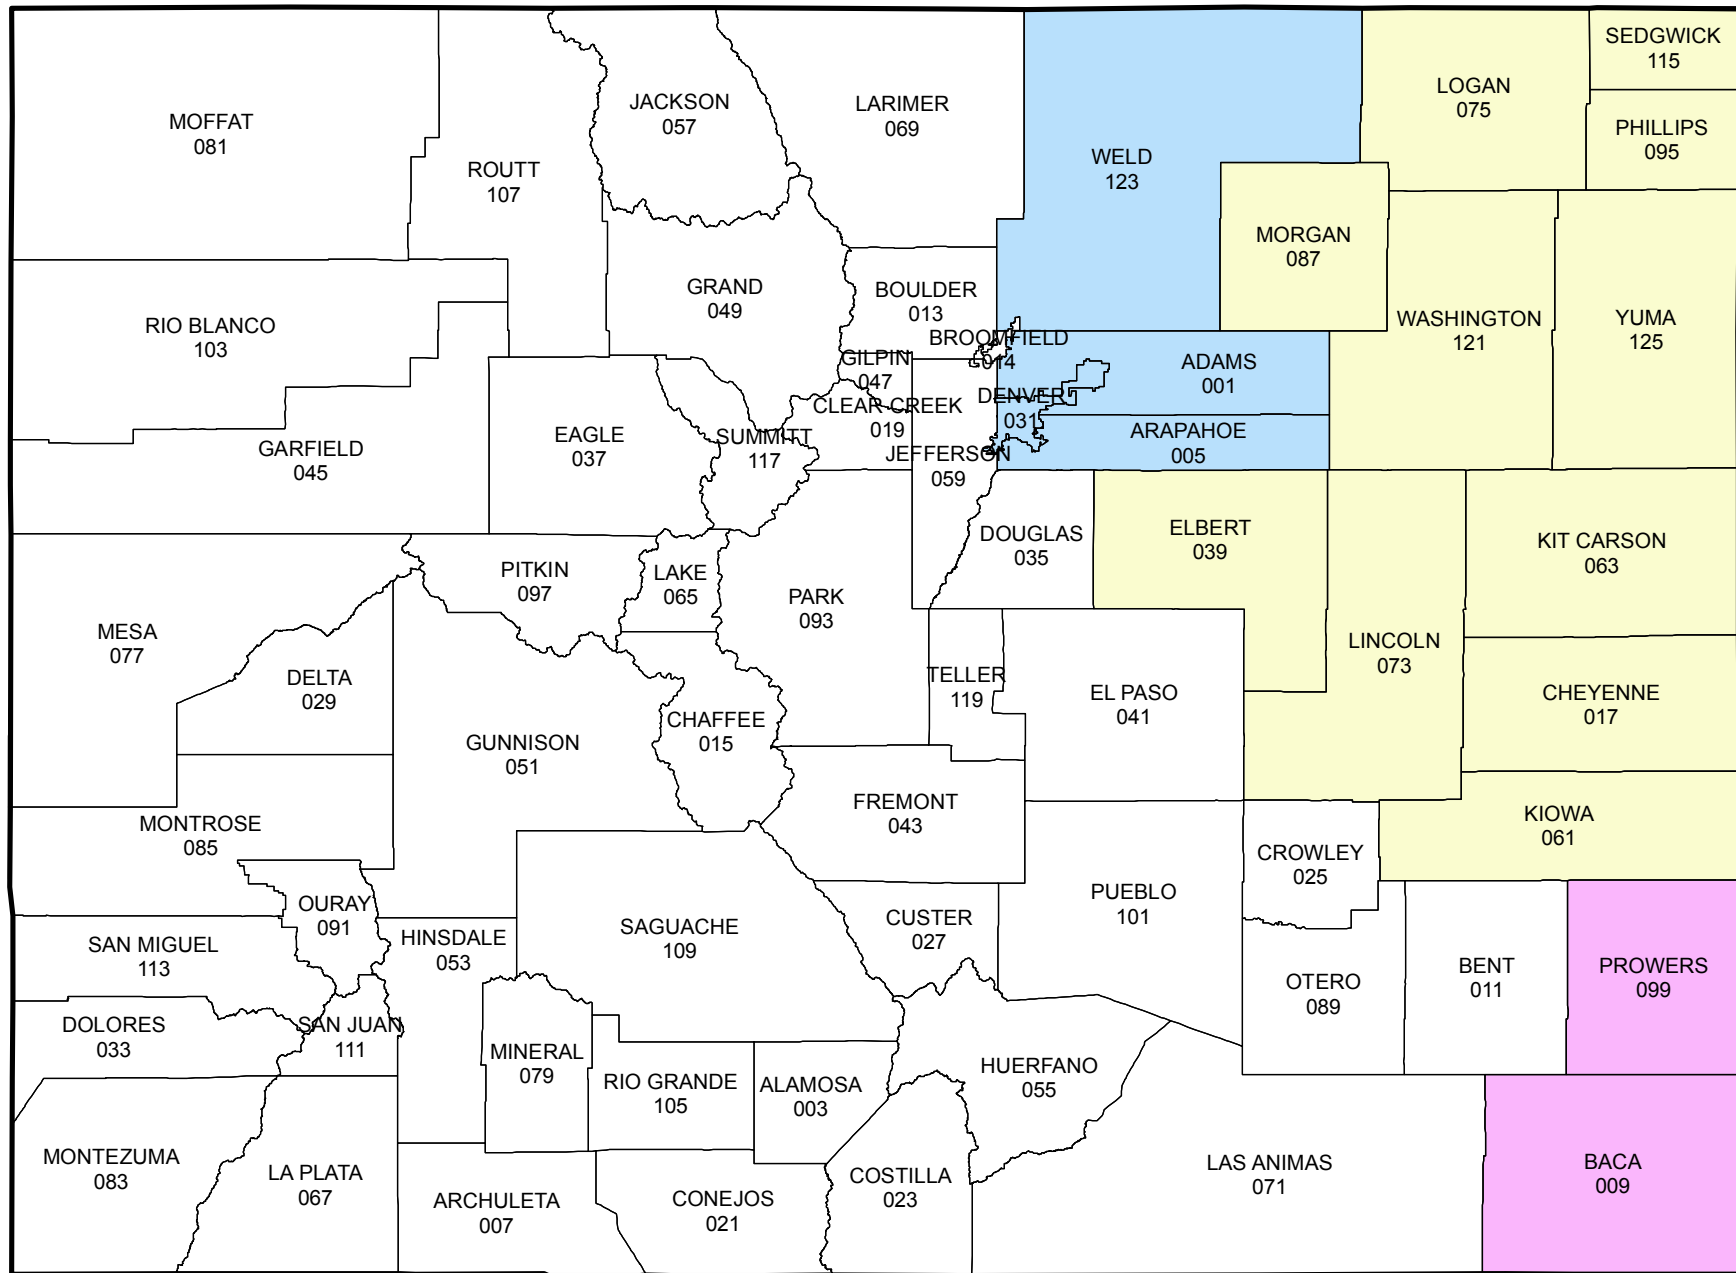 SEDGWICK
115
LOGAN
075
JACKSON
057
LARIMER
069
MOFFAT
081
PHILLIPS
095
WELD
123
ROUTT
107
MORGAN
087
GRAND
049
BOULDER
013
RIO BLANCO
103
WASHINGTON
121
YUMA
125
BROOMFIELD
014
GILPIN
047
ADAMS
001
DENVER
031
CLEAR CREEK
019
ARAPAHOE
005
EAGLE
037
SUMMITT
117
GARFIELD
045
JEFFERSON
059
DOUGLAS
035
ELBERT
039
KIT CARSON
063
PITKIN
097
LAKE
065
PARK
093
MESA
077
LINCOLN
073
DELTA
029
TELLER
119
EL PASO
041
CHEYENNE
017
CHAFFEE
015
GUNNISON
051
FREMONT
043
KIOWA
061
MONTROSE
085
CROWLEY
025
PUEBLO
101
OURAY
091
CUSTER
027
SAGUACHE
109
HINSDALE
053
SAN MIGUEL
113
BENT
011
PROWERS
099
OTERO
089
DOLORES
033
SAN JUAN
111
MINERAL
079
HUERFANO
055
RIO GRANDE
105
ALAMOSA
003
MONTEZUMA
083
LA PLATA
067
LAS ANIMAS
071
BACA
009
COSTILLA
023
ARCHULETA
007
CONEJOS
021